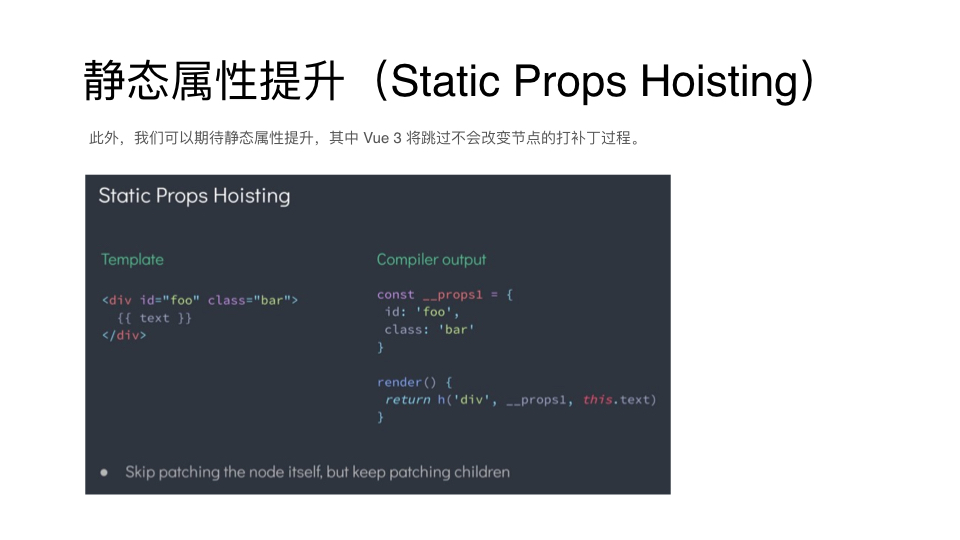 静态属性提升（Static Props Hoisting）
此外，我们可以期待静态属性提升，其中 Vue 3 将跳过不会改变节点的打补丁过程。
Static Props Hoisting
Template
<div id="foo" class="bar">
{{ text }}
</div>
Compiler output
const __props1 = {
id: 'foo',
class: 'bar'
}
render() {
return h('div', __props1, this.text)
}
● Skip patching the node itself, but keep patching children